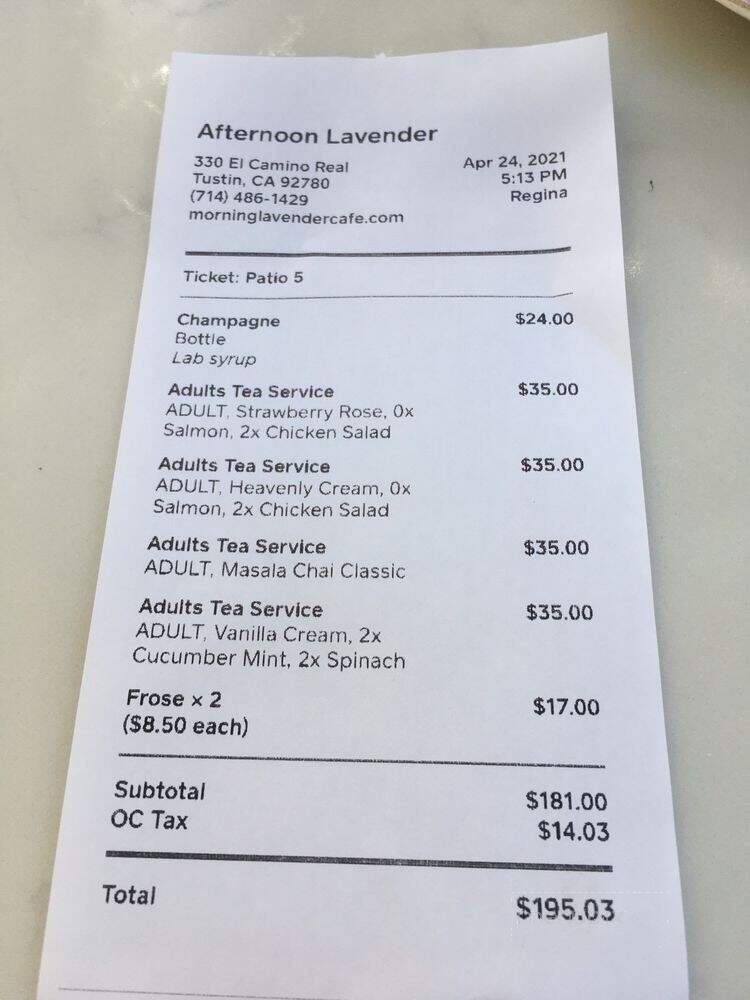 Afternoon Lavender
330 El Camino Real
Tustin, CA 92780
(714) 486-1429
morninglavendercafe.com
Apr 24, 2021
5:13 PM
Regina
Ticket: Patio 5
Champagne $24.00
Bottle
Lab syrup
Adults Tea Service $35.00
ADULT, Strawberry Rose, 0x
Salmon, 2x Chicken Salad
Adults Tea Service $35.00
ADULT, Heavenly Cream, 0x
Salmon, 2x Chicken Salad
Adults Tea Service $35.00
ADULT, Masala Chai Classic
Adults Tea Service $35.00
ADULT, Vanilla Cream, 2x
Cucumber Mint, 2x Spinach
Frose x 2 $17.00
($8.50 each)
Subtotal $181.00
OC Tax $14.03
Total $195.03